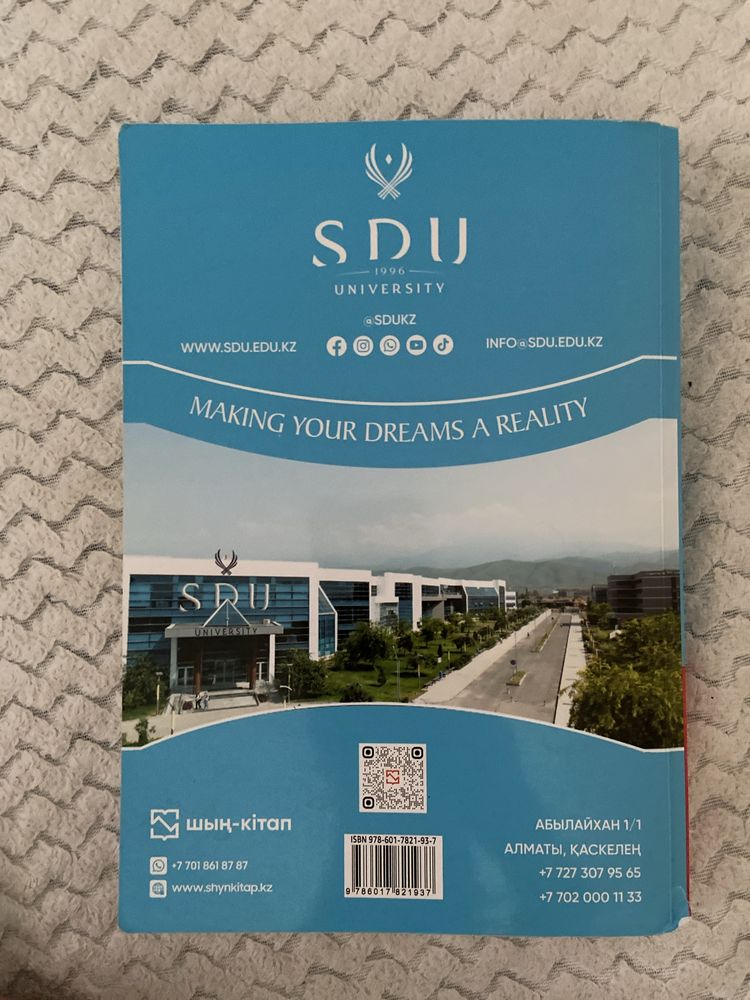 SDU
1996
UNIVERSITY
@SDUKZ
WWW.SDU.EDU.KZ
INFO@SDU.EDU.KZ
MAKING YOUR DREAMS A REALITY
SDU
UNIVERSITY
шың-кітап
+7 701 861 87 87
www.shynkitap.kz
ISBN 978-601-7821-93-7
9 786017 821937
АБЫЛАЙХАН 1/1
АЛМАТЫ, ҚАСКЕЛЕҢ
+7 727 307 95 65
+7 702 000 11 33